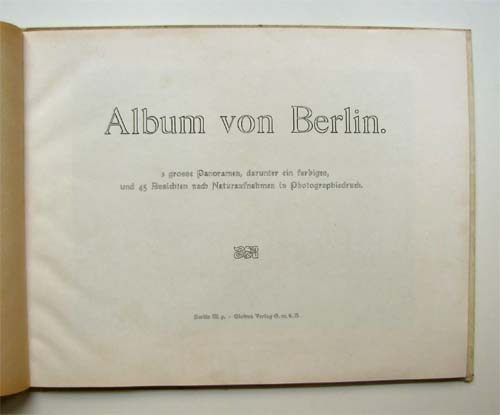 Album von Berlin.
3 grosse Panoramen, darunter ein farbiges,
und 45 Ansichten nach Naturaufnahmen in Photographiedruck.
Berlin W. 9. - Globus Verlag G. m. b. H.